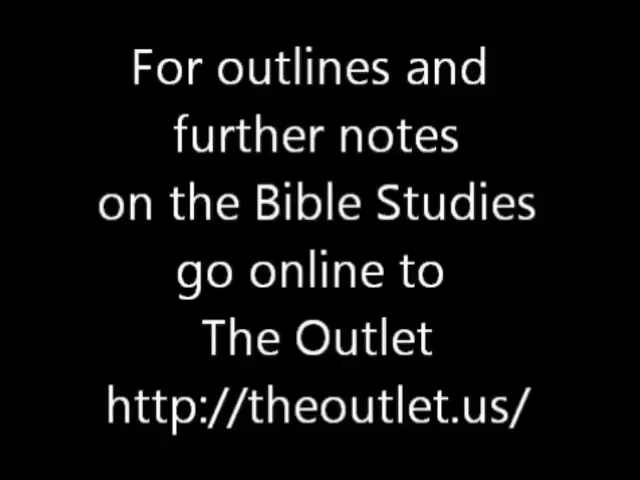 For outlines and
further notes
on the Bible Studies
go online to
The Outlet
http://theoutlet.us/